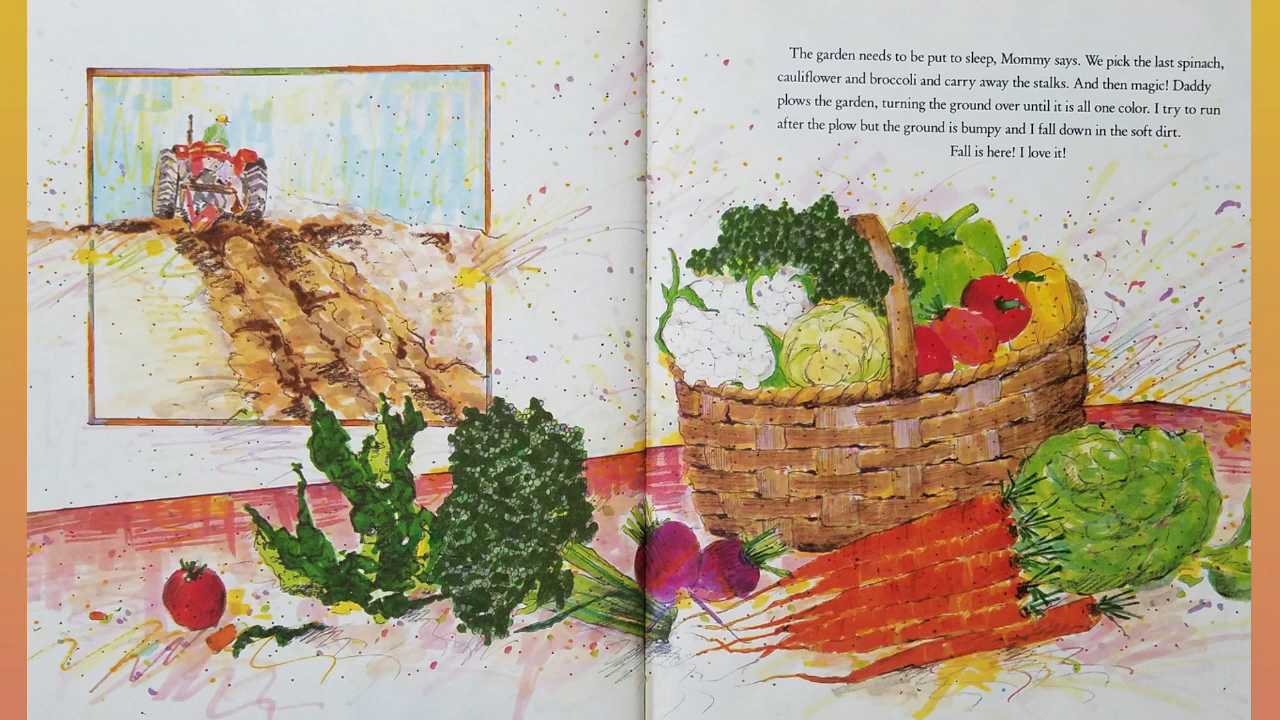 The garden needs to be put to sleep, Mommy says. We pick the last spinach,
cauliflower and broccoli and carry away the stalks. And then magic! Daddy
plows the garden, turning the ground over until it is all one color. I try to run
after the plow but the ground is bumpy and I fall down in the soft dirt.
Fall is here! I love it!